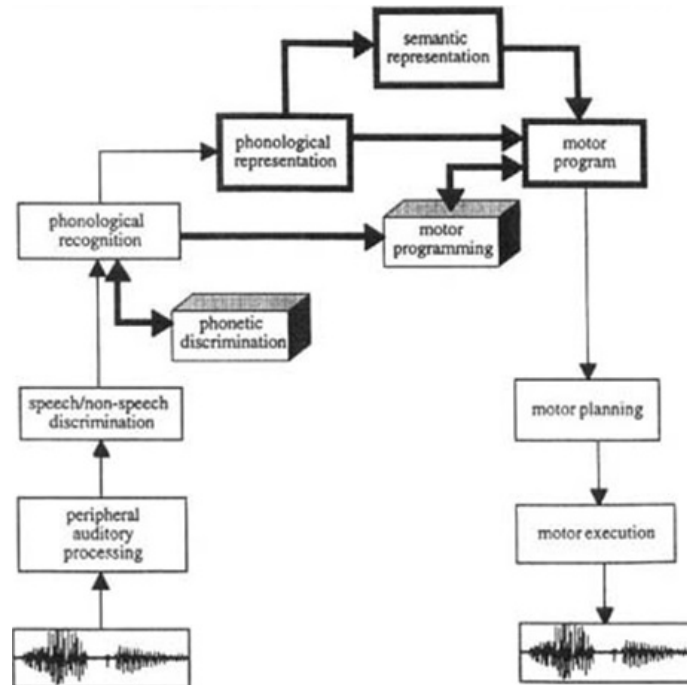 semantic
representation
phonological
representation
motor
program
phonological
recognition
motor
programming
phonetic
discrimination
speech/non-speech
discrimination
motor planning
peripheral
auditory
processing
motor execution